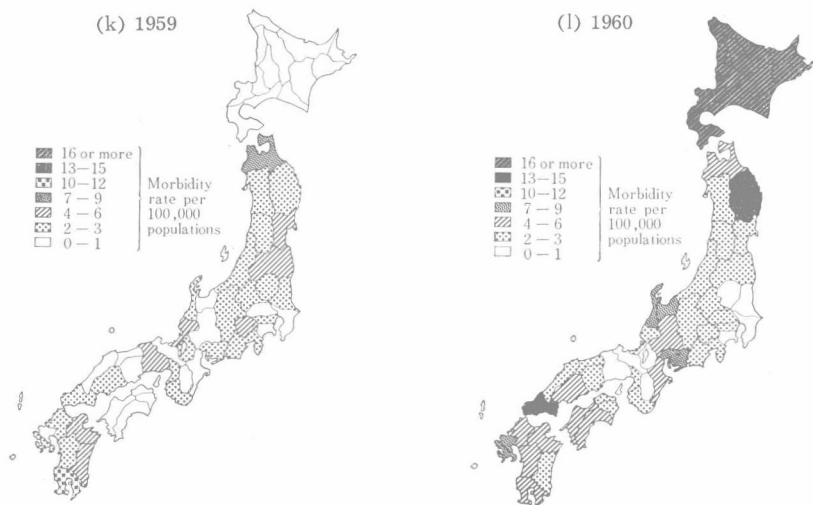 (k) 1959
16 or more
13—15
10—12
7 — 9
4 — 6
2 — 3
0 — 1
Morbidity
rate per
100,000
populations
(l) 1960
16 or more
13—15
10—12
7 — 9
4 — 6
2 — 3
0 — 1
Morbidity
rate per
100,000
populations